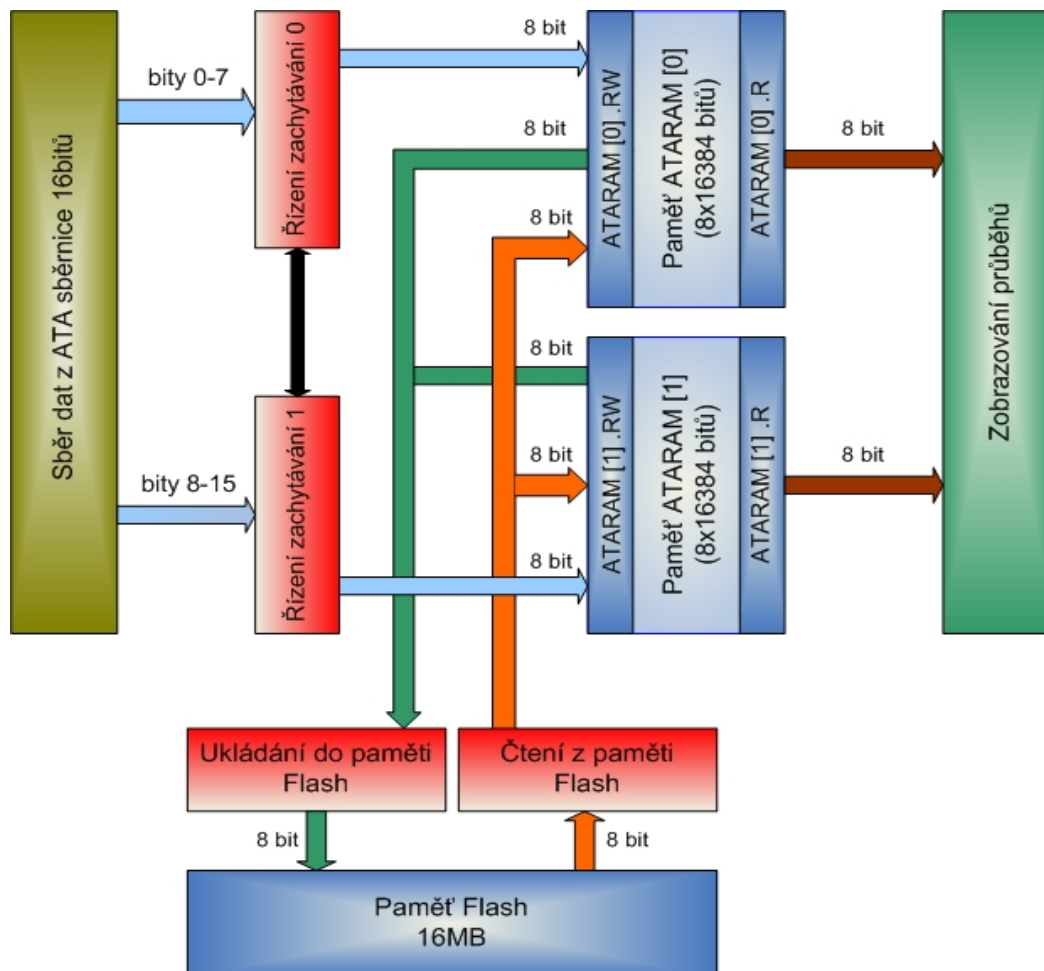 Sběr dat z ATA sběrnice 16bitů
bity 0-7
bity 8-15
Řízení zachytávání 0
Řízení zachytávání 1
8 bit
8 bit
8 bit
ATARAM [0] .RW
Paměť ATARAM [0]
(8x16384 bitů)
ATARAM [0] .R
8 bit
8 bit
8 bit
8 bit
ATARAM [1] .RW
Paměť ATARAM [1]
(8x16384 bitů)
ATARAM [1] .R
8 bit
Zobrazování průběhů
Ukládání do paměti
Flash
Čtení z paměti
Flash
8 bit
8 bit
Paměť Flash
16MB